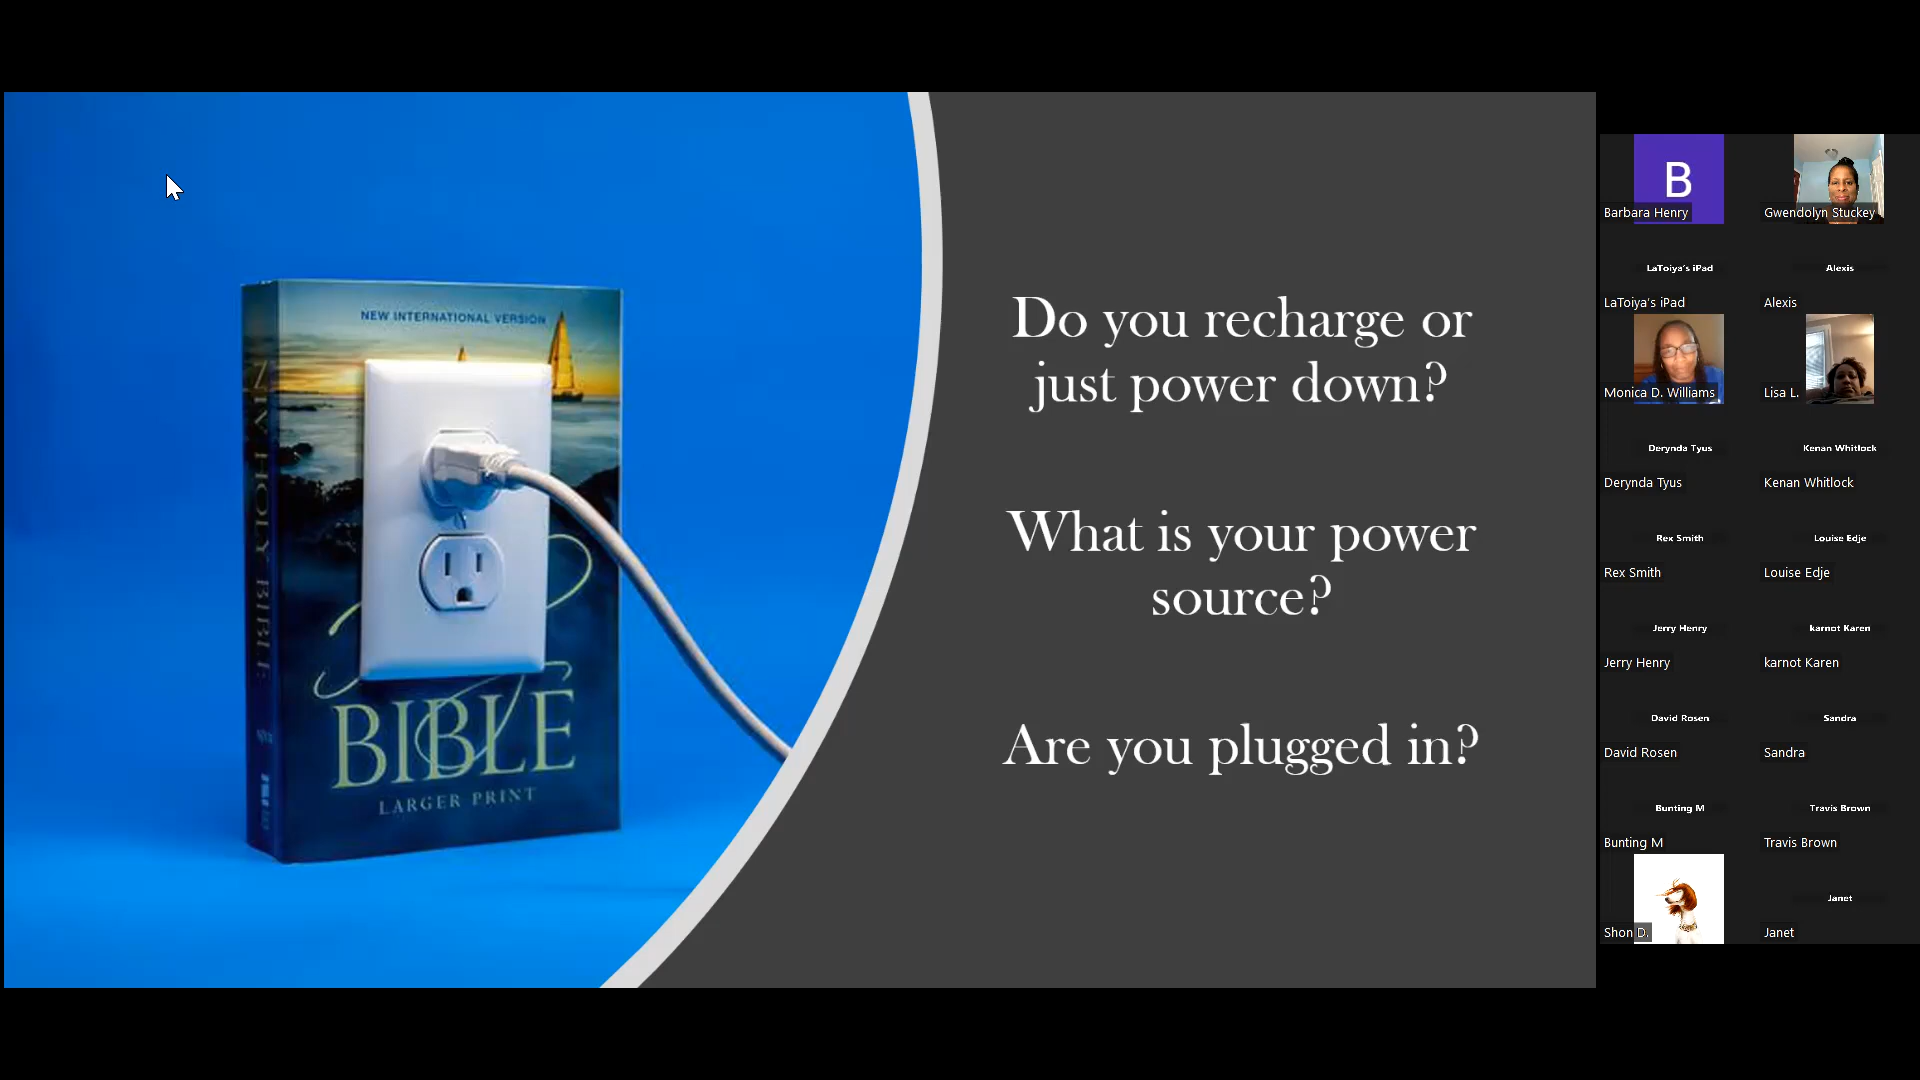 NEW INTERNATIONAL VERSION
NIV HOLY BIBLE
BIBLE
LARGER PRINT
Do you recharge or
just power down?
What is your power
source?
Are you plugged in?
B
Barbara Henry
Gwendolyn Stuckey
LaToiya's iPad
Alexis
LaToiya's iPad
Alexis
Monica D. Williams
Lisa L.
Derynda Tyus
Kenan Whitlock
Derynda Tyus
Kenan Whitlock
Rex Smith
Louise Edje
Rex Smith
Louise Edje
Jerry Henry
karnot Karen
Jerry Henry
karnot Karen
David Rosen
Sandra
David Rosen
Sandra
Bunting M
Travis Brown
Bunting M
Travis Brown
Janet
Shon D.
Janet